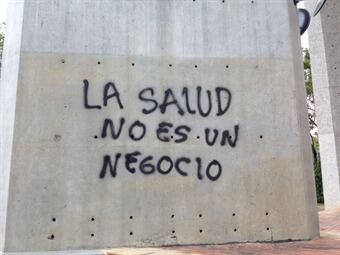 LA SALUD
NO ES UN
NEGOCIO